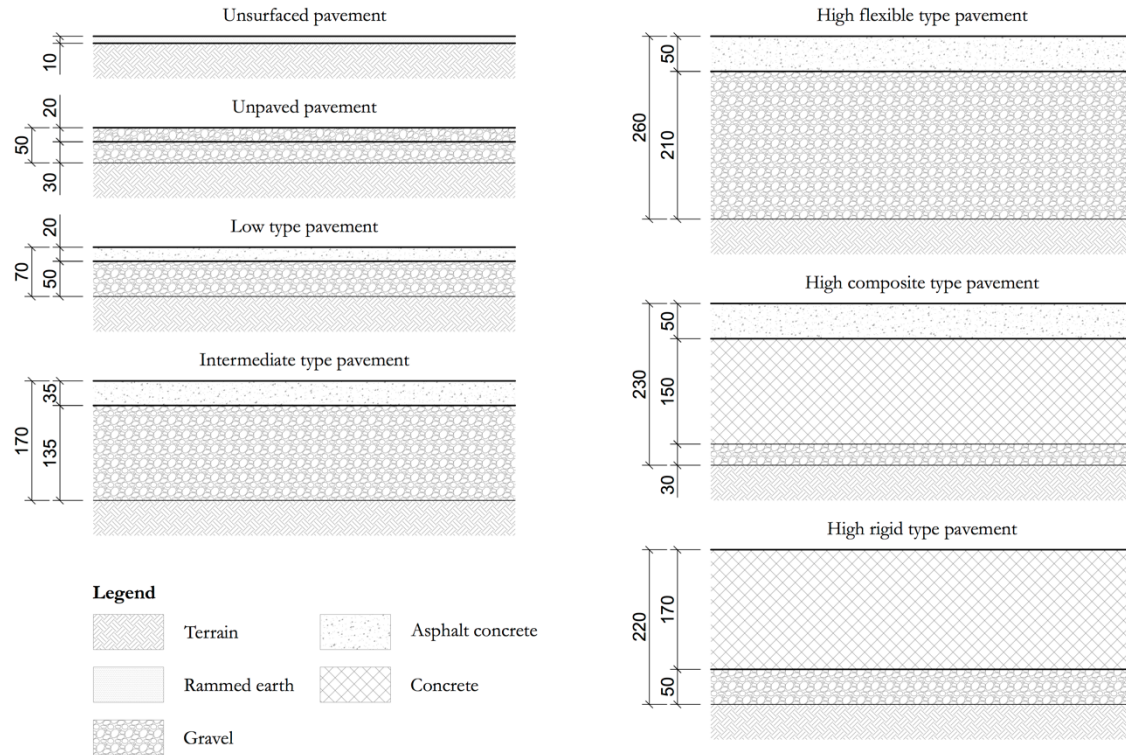 Unsurfaced pavement
10
Unpaved pavement
20
50
30
Low type pavement
20
70
50
Intermediate type pavement
35
170
135
Legend
Terrain
Asphalt concrete
Rammed earth
Concrete
Gravel
High flexible type pavement
50
260
210
High composite type pavement
50
230
150
30
High rigid type pavement
170
220
50